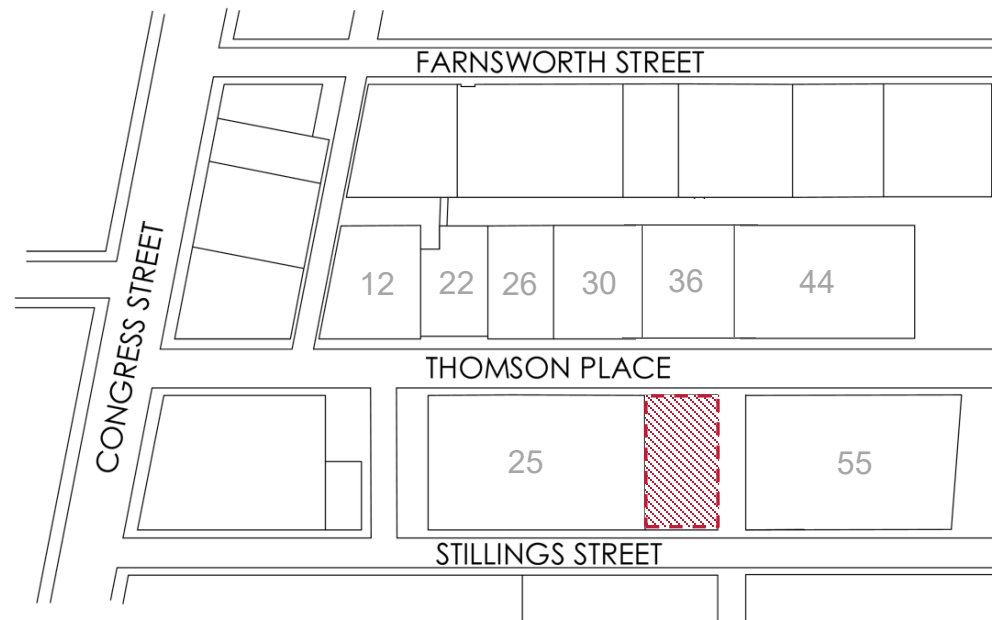 FARNSWORTH STREET
CONGRESS STREET
12
22
26
30
36
44
THOMSON PLACE
25
55
STILLINGS STREET